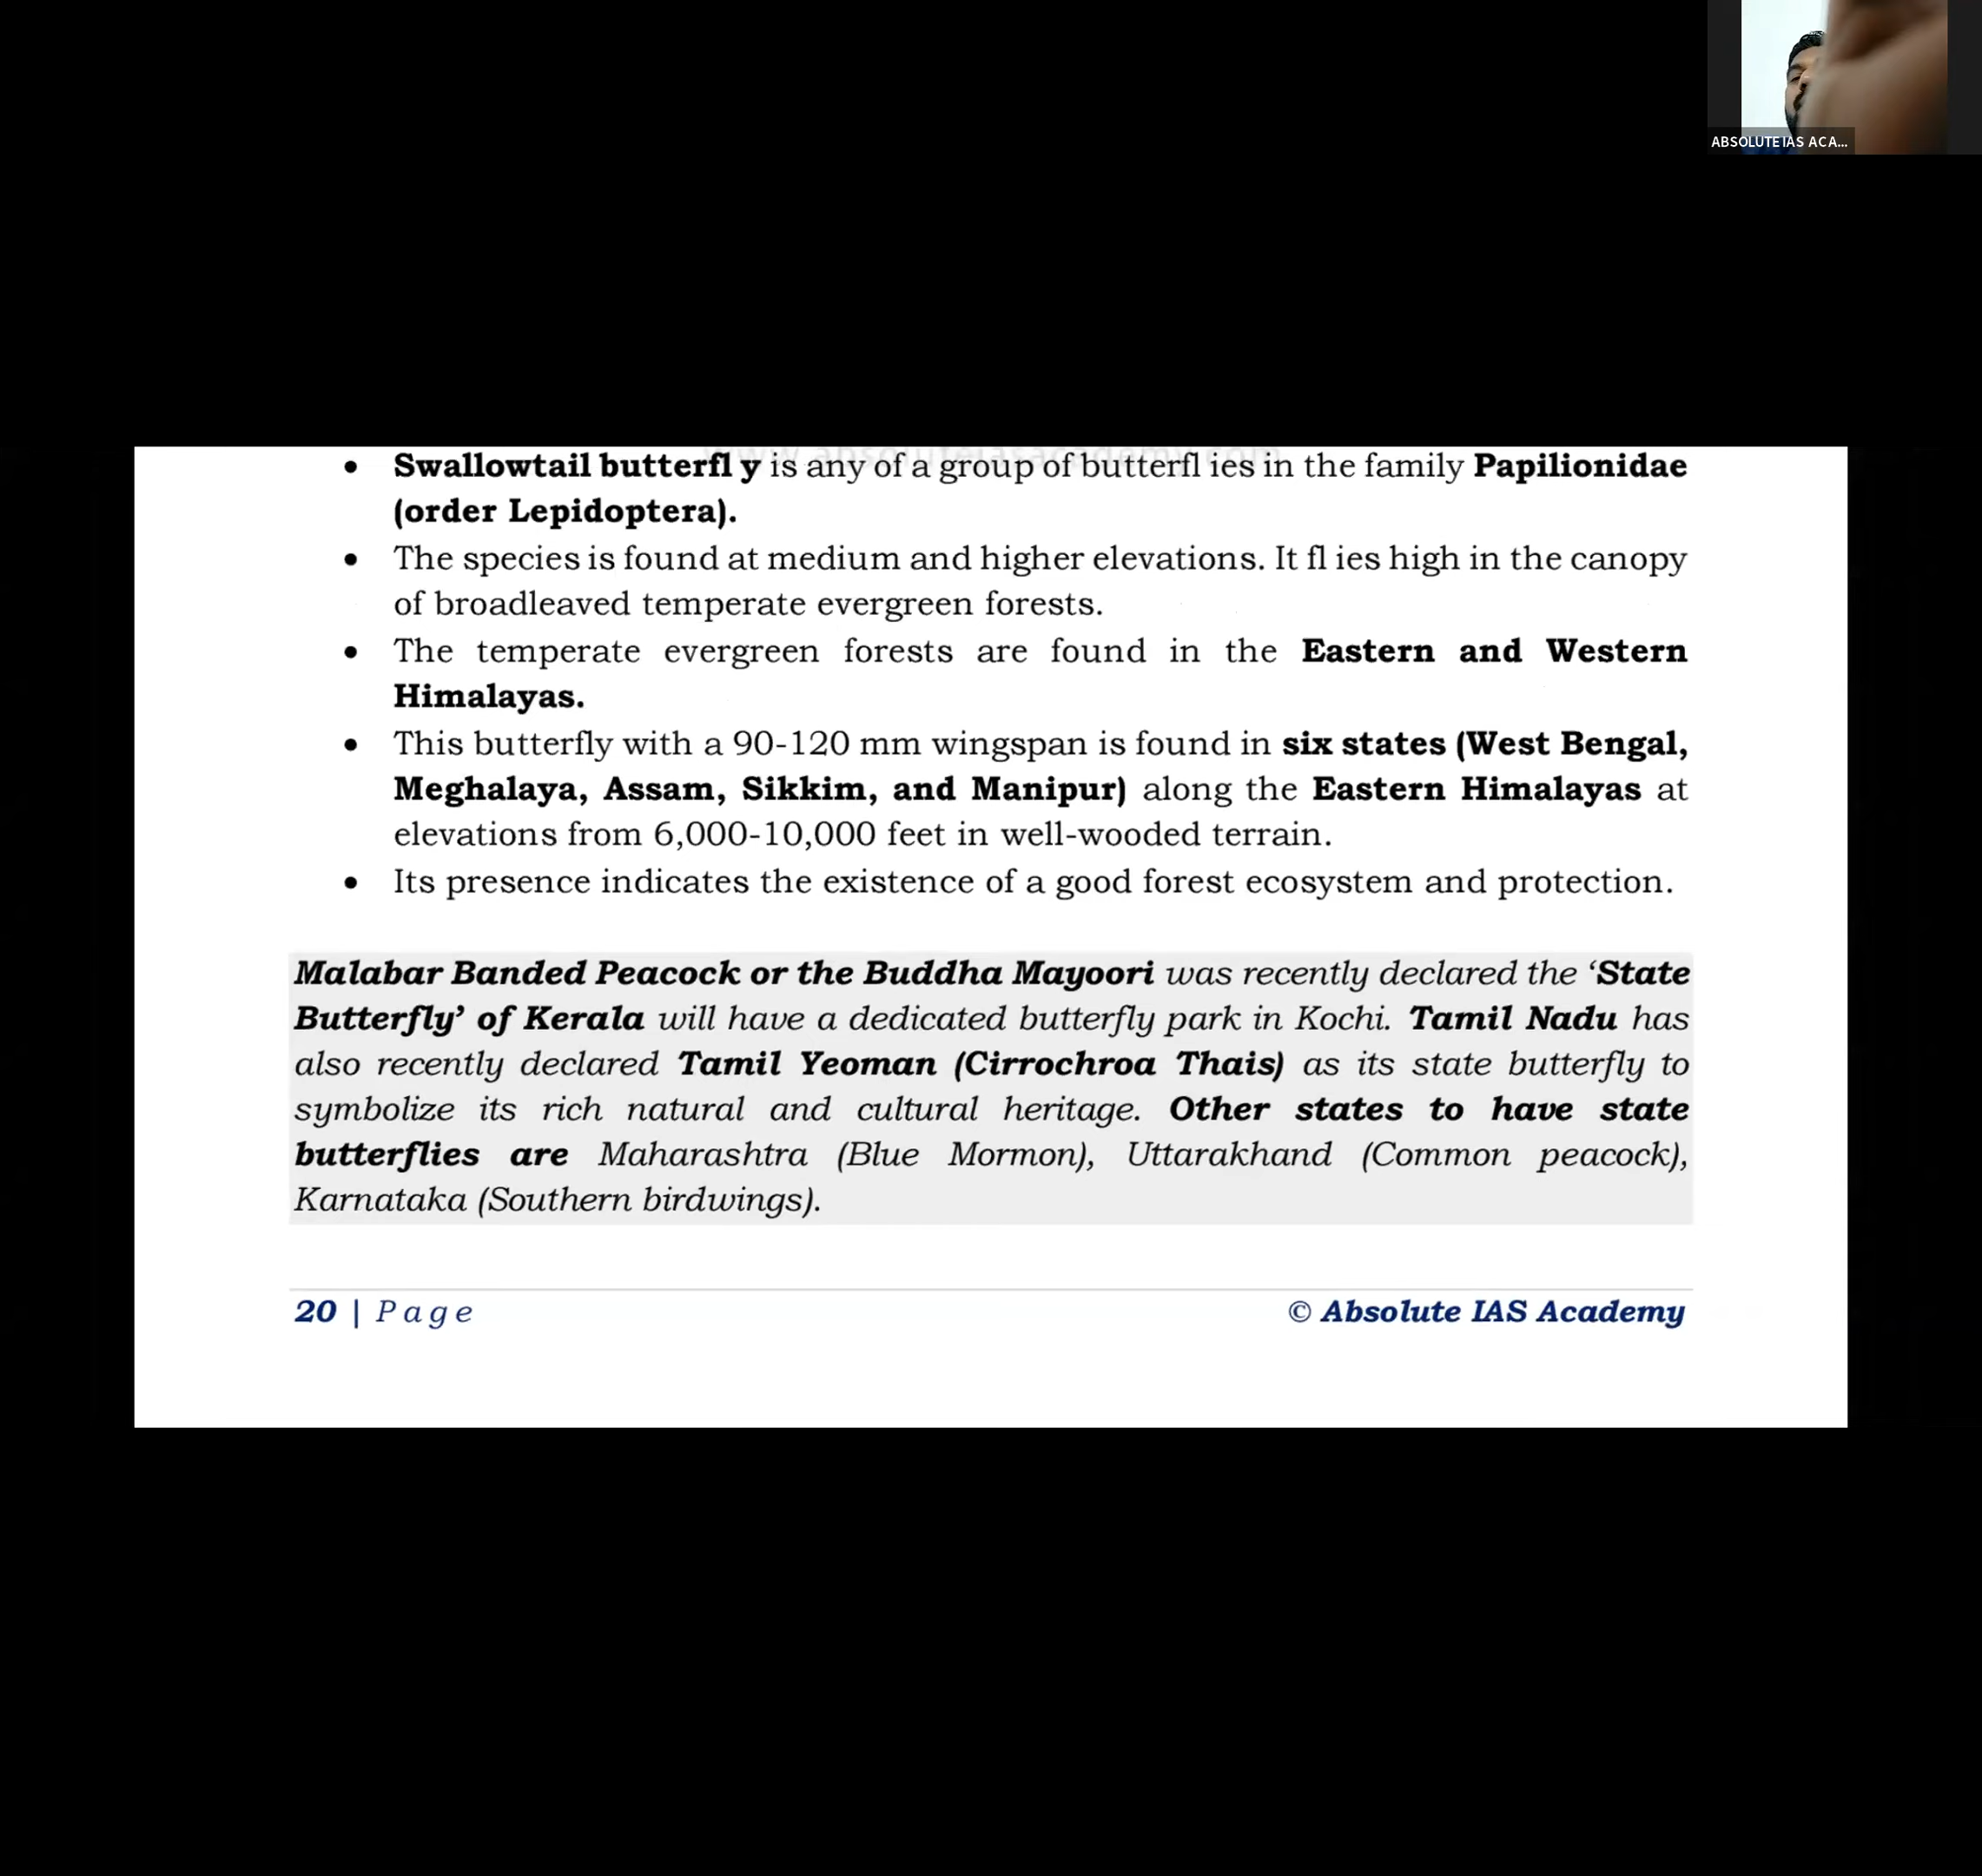 ABSOLUTE IAS ACA...
www.absoluteiasacademy.com
• Swallowtail butterfl y is any of a group of butterfl ies in the family Papilionidae
(order Lepidoptera).
• The species is found at medium and higher elevations. It fl ies high in the canopy
of broadleaved temperate evergreen forests.
• The temperate evergreen forests are found in the Eastern and Western
Himalayas.
• This butterfly with a 90-120 mm wingspan is found in six states (West Bengal,
Meghalaya, Assam, Sikkim, and Manipur) along the Eastern Himalayas at
elevations from 6,000-10,000 feet in well-wooded terrain.
• Its presence indicates the existence of a good forest ecosystem and protection.
Malabar Banded Peacock or the Buddha Mayoori was recently declared the ‘State
Butterfly’ of Kerala will have a dedicated butterfly park in Kochi. Tamil Nadu has
also recently declared Tamil Yeoman (Cirrochroa Thais) as its state butterfly to
symbolize its rich natural and cultural heritage. Other states to have state
butterflies are Maharashtra (Blue Mormon), Uttarakhand (Common peacock),
Karnataka (Southern birdwings).
20 | Page © Absolute IAS Academy